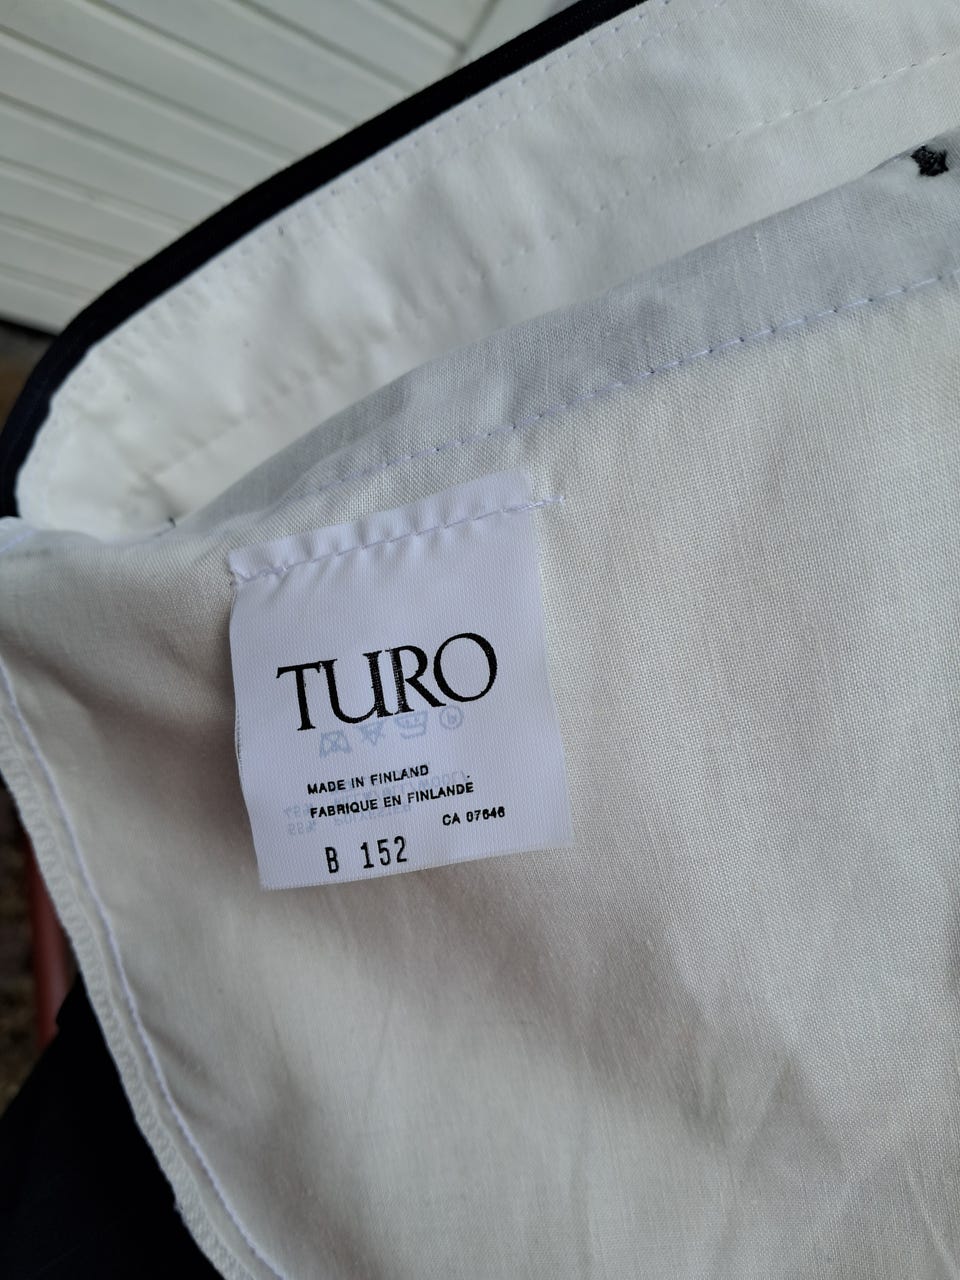 TURO
MADE IN FINLAND
FABRIQUE EN FINLANDE
CA 07646
B 152